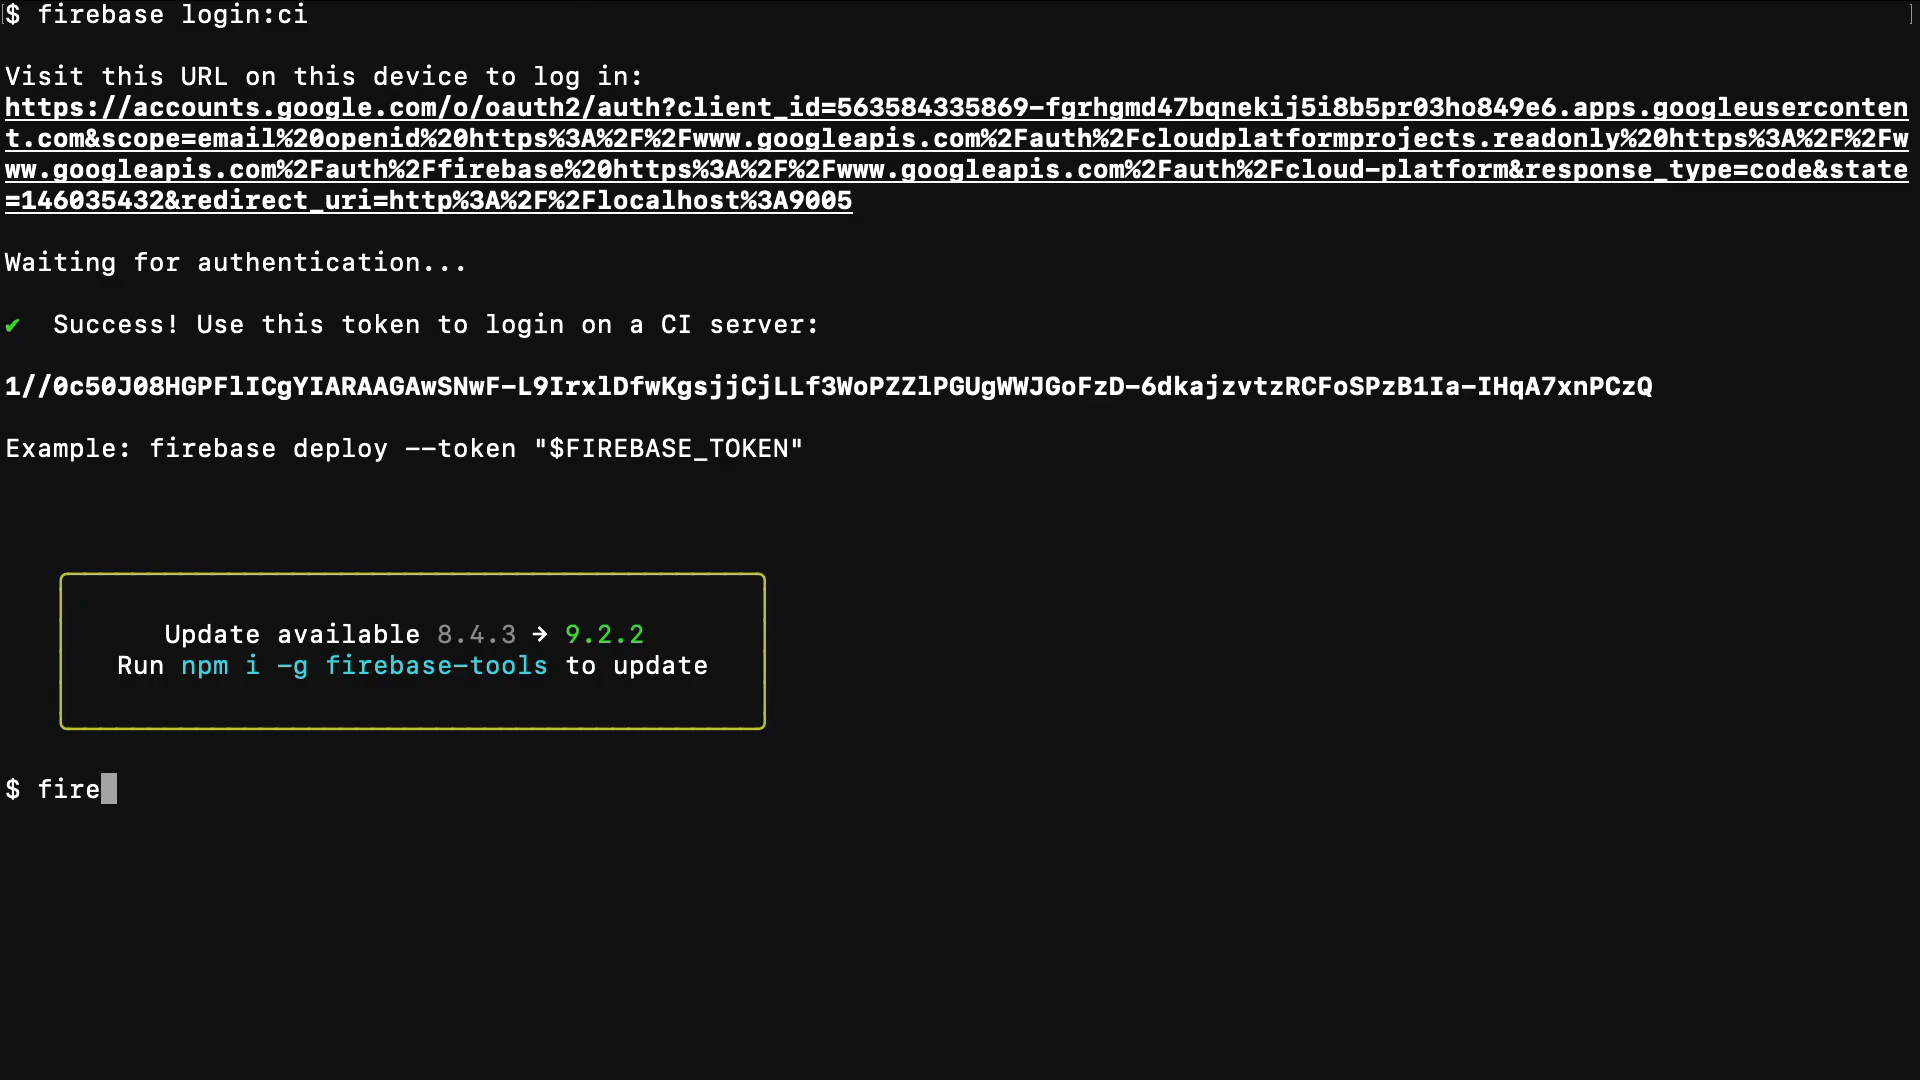 $ firebase login:ci
Visit this URL on this device to log in:
https://accounts.google.com/o/oauth2/auth?client_id=563584335869-fgrhgmd47bqnekij5i8b5pr03ho849e6.apps.googleuserconten
t.com&scope=email%20openid%20https%3A%2F%2Fwww.googleapis.com%2Fauth%2Fcloudplatformprojects.readonly%20https%3A%2F%2Fw
ww.googleapis.com%2Fauth%2Ffirebase%20https%3A%2F%2Fwww.googleapis.com%2Fauth%2Fcloud-platform&response_type=code&state
=146035432&redirect_uri=http%3A%2F%2Flocalhost%3A9005
Waiting for authentication...
✔ Success! Use this token to login on a CI server:
1//0c50J08HGPFlICgYIARAAGAwSNwF-L9IrxlDfwKgsjjCjLLf3WoPZZlPGUgWWJGoFzD-6dkajzvtzRCFoSPzB1Ia-IHqA7xnPCzQ
Example: firebase deploy --token "$FIREBASE_TOKEN"
Update available 8.4.3 → 9.2.2
Run npm i -g firebase-tools to update
$ fire